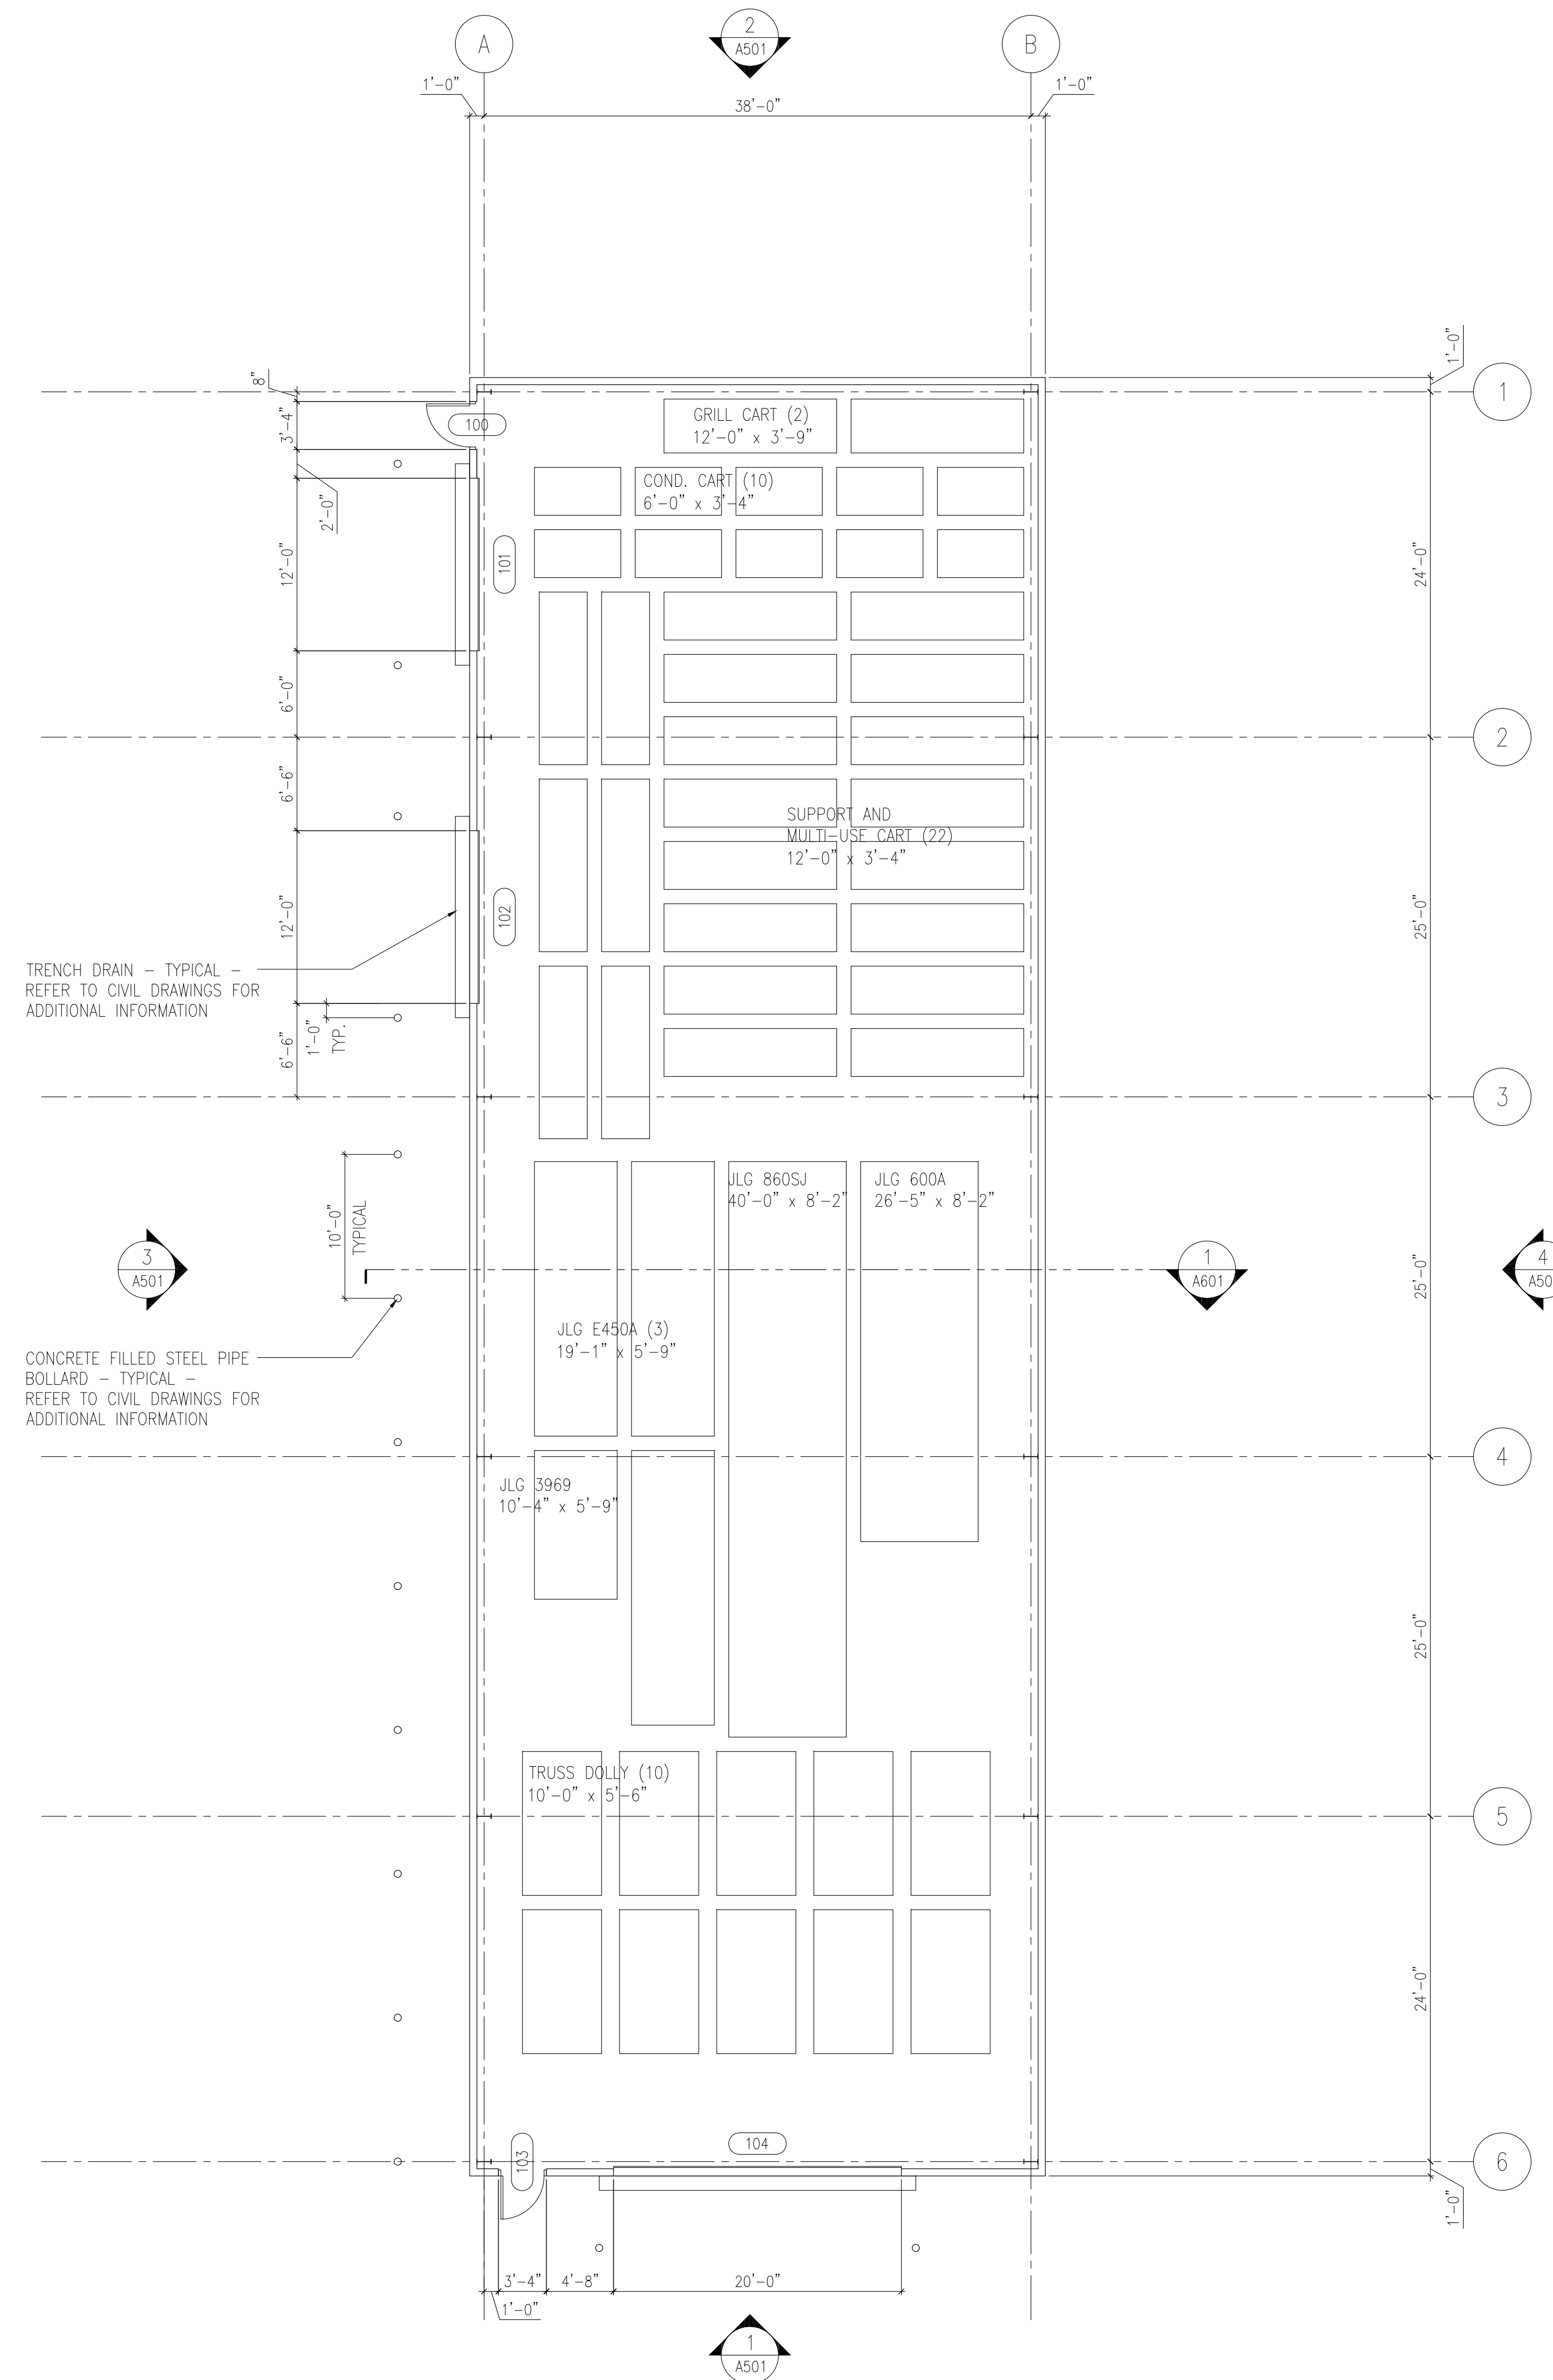 A
2
A501
B
1'-0"
38'-0"
1'-0"
8"
3'-4"
2'-0"
12'-0"
6'-0"
6'-6"
12'-0"
6'-6"
1'-0"
TYP.
1'-0"
1
24'-0"
2
25'-0"
3
25'-0"
4
25'-0"
5
24'-0"
6
1'-0"
100
GRILL CART (2)
12'-0" x 3'-9"
COND. CART (10)
6'-0" x 3'-4"
101
SUPPORT AND
MULTI-USE CART (22)
12'-0" x 3'-4"
102
TRENCH DRAIN - TYPICAL -
REFER TO CIVIL DRAWINGS FOR
ADDITIONAL INFORMATION
10'-0"
TYPICAL
JLG 860SJ
40'-0" x 8'-2"
JLG 600A
26'-5" x 8'-2"
3
A501
1
A601
4
A50
JLG E450A (3)
19'-1" x 5'-9"
CONCRETE FILLED STEEL PIPE
BOLLARD - TYPICAL -
REFER TO CIVIL DRAWINGS FOR
ADDITIONAL INFORMATION
JLG 3969
10'-4" x 5'-9"
TRUSS DOLLY (10)
10'-0" x 5'-6"
103
104
3'-4"
4'-8"
20'-0"
1'-0"
1
A501